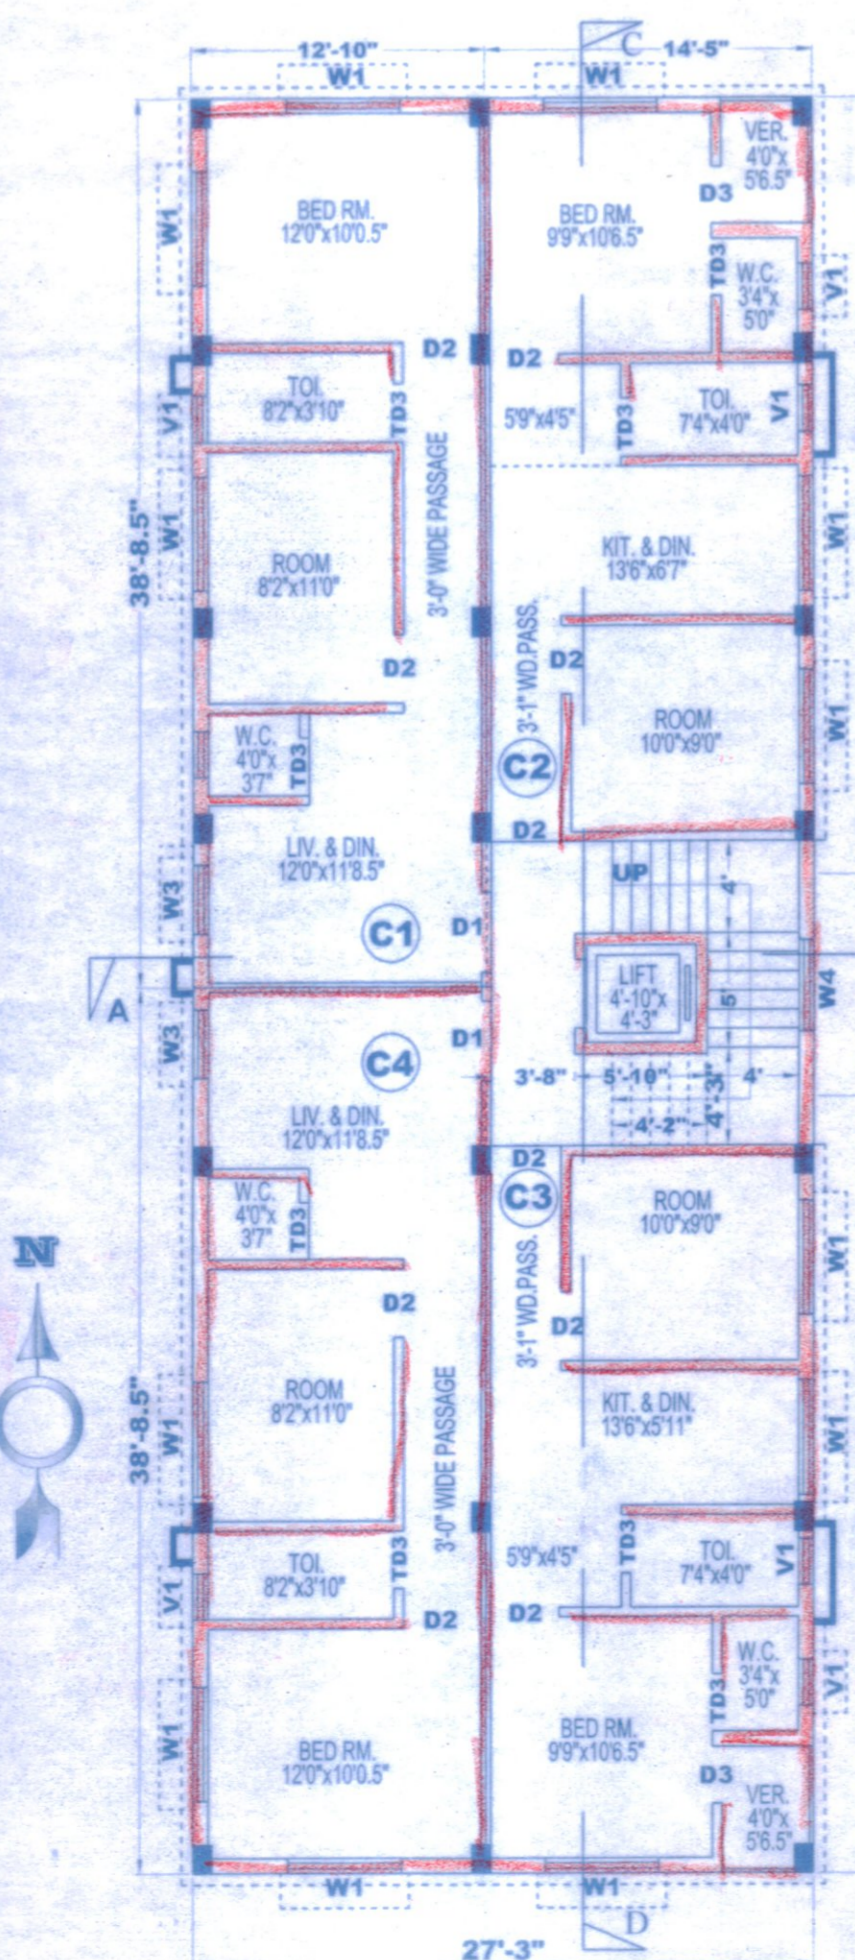 12'-10"
14'-5"
C
W1
W1
VER.
4'0"x
5'6.5"
W1
BED RM.
12'0"x10'0.5"
BED RM.
9'9"x10'6.5"
D3
TD3
W.C.
3'4"x
5'0"
V1
D2
D2
V1
TOI.
8'2"x3'10"
TD3
5'9"x4'5"
TD3
TOI.
7'4"x4'0"
V1
38'-8.5"
W1
ROOM
8'2"x11'0"
3'-0" WIDE PASSAGE
KIT. & DIN.
13'6"x6'7"
W1
D2
3'-1" WD.PASS.
D2
ROOM
10'0"x9'0"
W1
W.C.
4'0"x
3'7"
TD3
C2
D2
LIV. & DIN.
12'0"x11'8.5"
UP
4'
W3
C1
D1
LIFT
4'-10"x
4'-3"
5'
W4
A
W3
C4
D1
3'-8"
5'-10"
4'
4'-3"
4'-2"
LIV. & DIN.
12'0"x11'8.5"
D2
C3
W.C.
4'0"x
3'7"
TD3
ROOM
10'0"x9'0"
W1
N
3'-1" WD.PASS.
D2
D2
38'-8.5"
W1
ROOM
8'2"x11'0"
3'-0" WIDE PASSAGE
KIT. & DIN.
13'6"x5'11"
W1
V1
TOI.
8'2"x3'10"
TD3
5'9"x4'5"
TD3
TOI.
7'4"x4'0"
V1
D2
D2
W1
BED RM.
12'0"x10'0.5"
BED RM.
9'9"x10'6.5"
TD3
W.C.
3'4"x
5'0"
V1
D3
VER.
4'0"x
5'6.5"
W1
W1
D
27'-3"